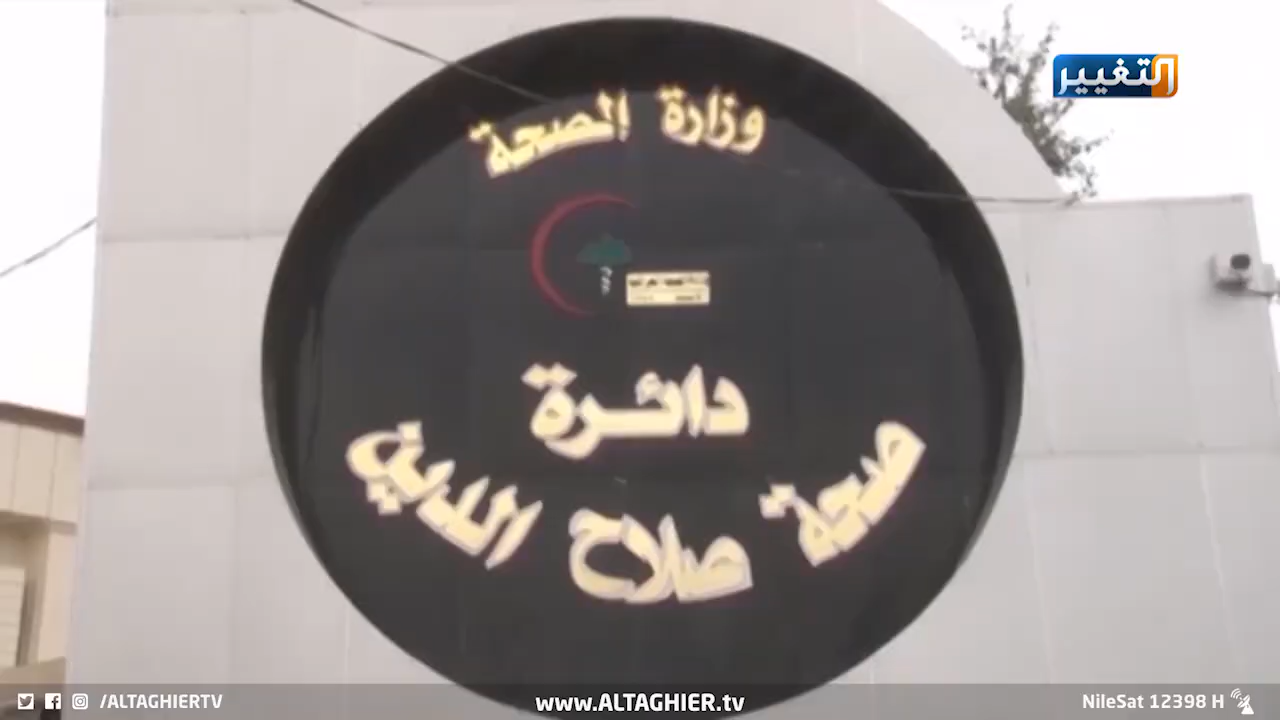 التغيير
وزارة الصحة
دائرة
صحة صلاح الدين
/ALTAGHIERTV
www.ALTAGHIER.tv
NileSat 12398 H